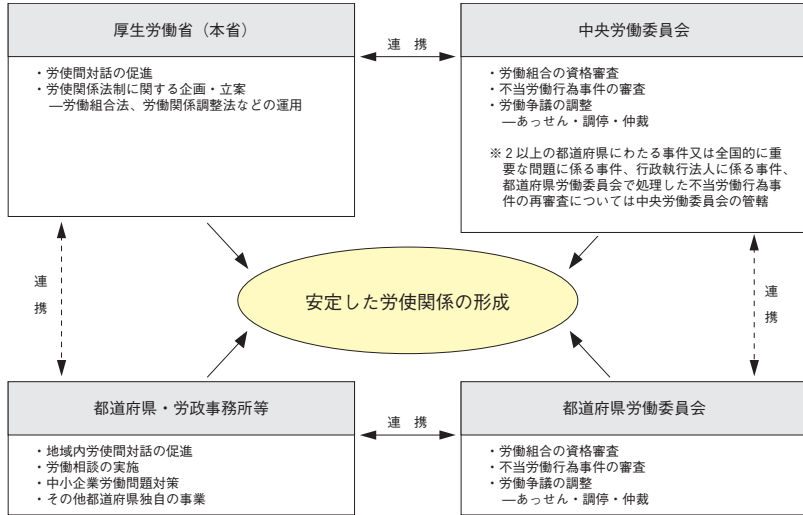 厚生労働省（本省）
・労使間対話の促進
・労使関係法制に関する企画・立案
―労働組合法、労働関係調整法などの運用
連　携
中央労働委員会
・労働組合の資格審査
・不当労働行為事件の審査
・労働争議の調整
―あっせん・調停・仲裁
※２以上の都道府県にわたる事件又は全国的に重
要な問題に係る事件、行政執行法人に係る事件、
都道府県労働委員会で処理した不当労働行為事
件の再審査については中央労働委員会の管轄
連
携
安定した労使関係の形成
連
携
都道府県・労政事務所等
・地域内労使間対話の促進
・労働相談の実施
・中小企業労働問題対策
・その他都道府県独自の事業
連　携
都道府県労働委員会
・労働組合の資格審査
・不当労働行為事件の審査
・労働争議の調整
―あっせん・調停・仲裁